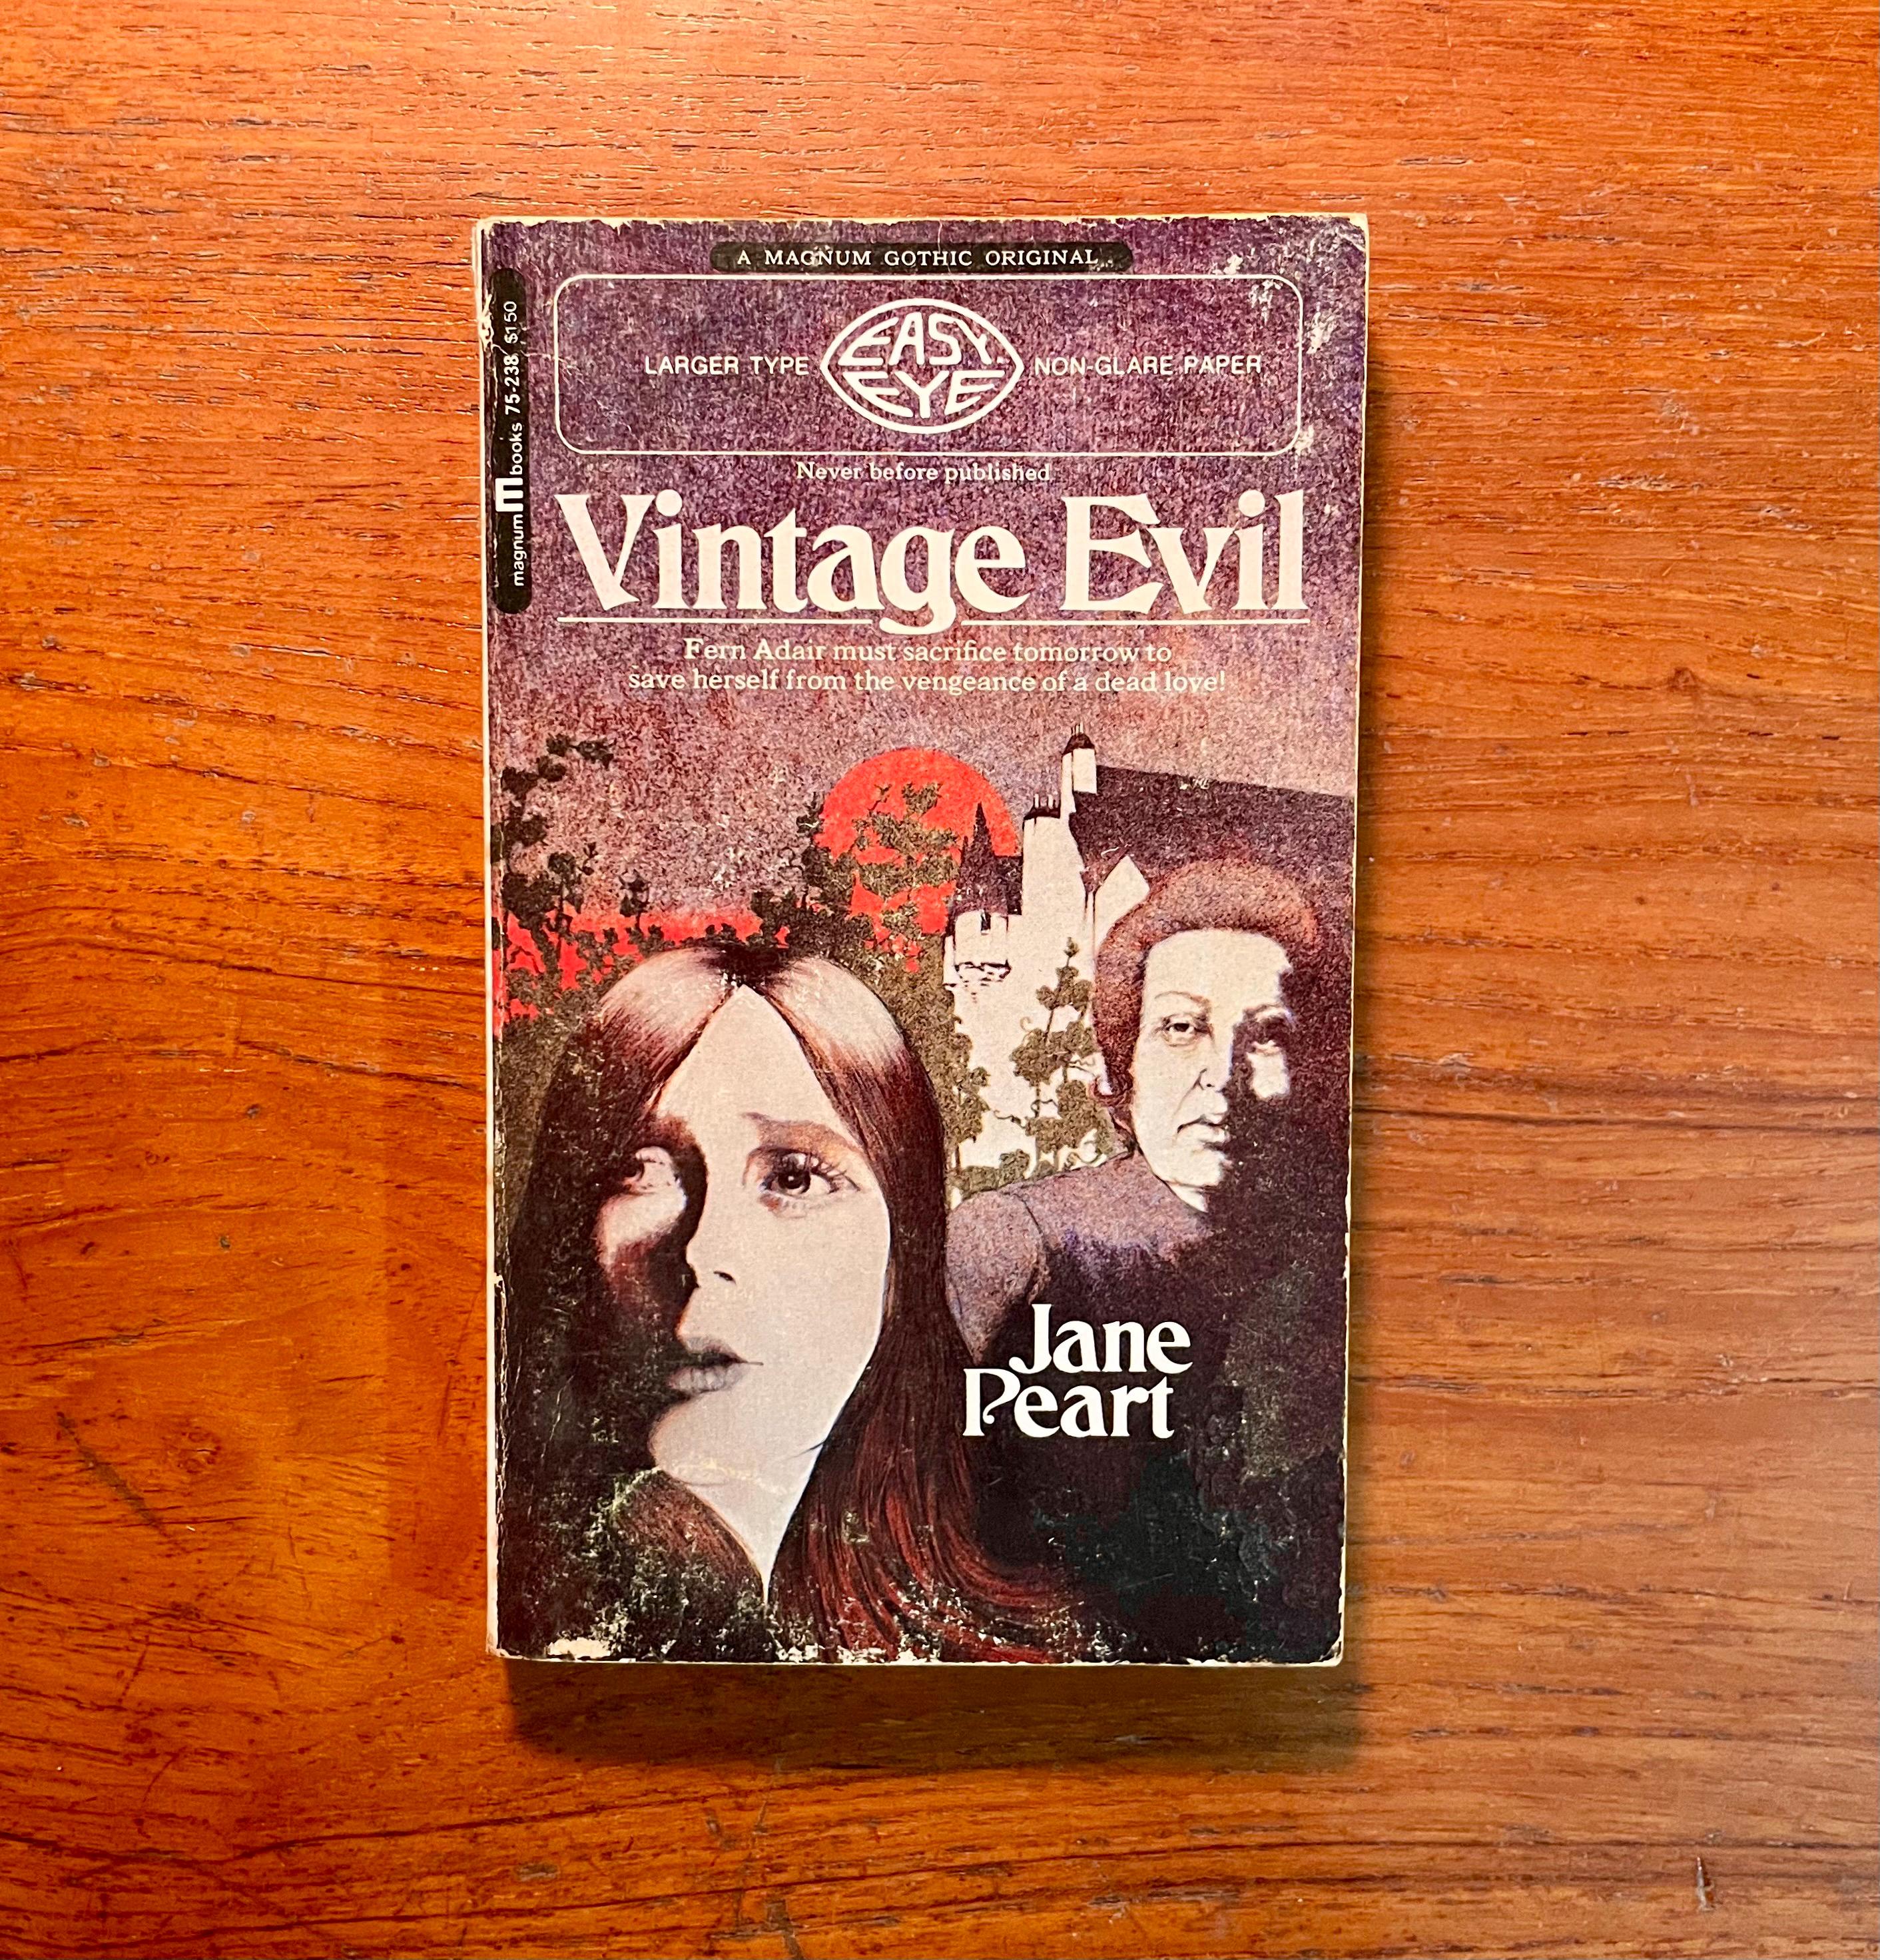 A MAGNUM GOTHIC ORIGINAL
LARGER TYPE
EASY
EYE
NON-GLARE PAPER
magnum m books 75-238 $1.50
Never before published
Vintage Evil
Fern Adair must sacrifice tomorrow to
save herself from the vengeance of a dead love!
Jane
Peart